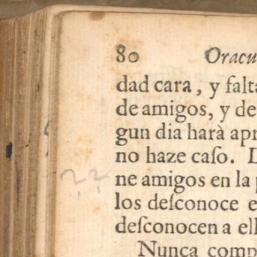 80 Oracu
dad cara, y falta
de amigos, y de
gun dia harà apr
no haze caſo. 
ne amigos en la
los deſconoce e
deſconocen a ell
Nunca comp